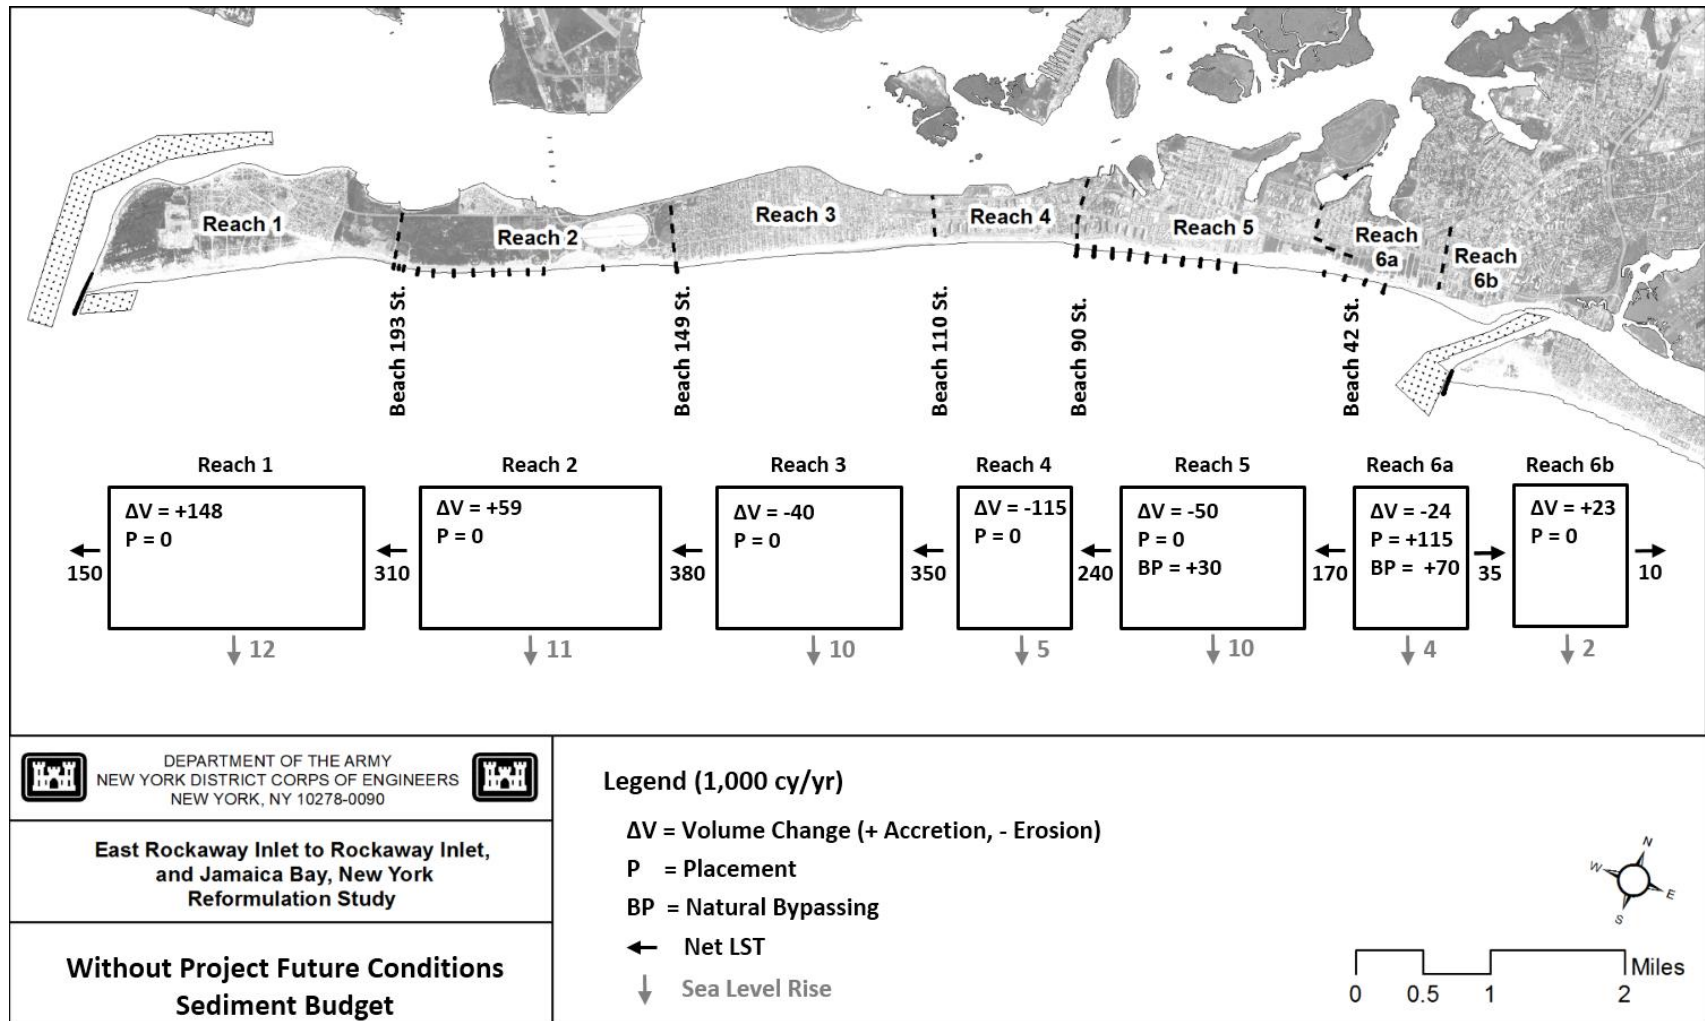 Reach 1
Reach 2
Reach 3
Reach 4
Reach 5
Reach
6a
Reach
6b
Beach 193 St.
Beach 149 St.
Beach 110 St.
Beach 90 St.
Beach 42 St.
Reach 1
Reach 2
Reach 3
Reach 4
Reach 5
Reach 6a
Reach 6b
ΔV = +148
P = 0
ΔV = +59
P = 0
ΔV = -40
P = 0
ΔV = -115
P = 0
ΔV = -50
P = 0
BP = +30
ΔV = -24
P = +115
BP = +70
ΔV = +23
P = 0
150
310
380
350
240
170
35
10
12
11
10
5
10
4
2
DEPARTMENT OF THE ARMY
NEW YORK DISTRICT CORPS OF ENGINEERS
NEW YORK, NY 10278-0090
East Rockaway Inlet to Rockaway Inlet,
and Jamaica Bay, New York
Reformulation Study
Without Project Future Conditions
Sediment Budget
Legend (1,000 cy/yr)
ΔV = Volume Change (+ Accretion, - Erosion)
P = Placement
BP = Natural Bypassing
← Net LST
↓ Sea Level Rise
N
W
E
S
Miles
0 0.5 1 2